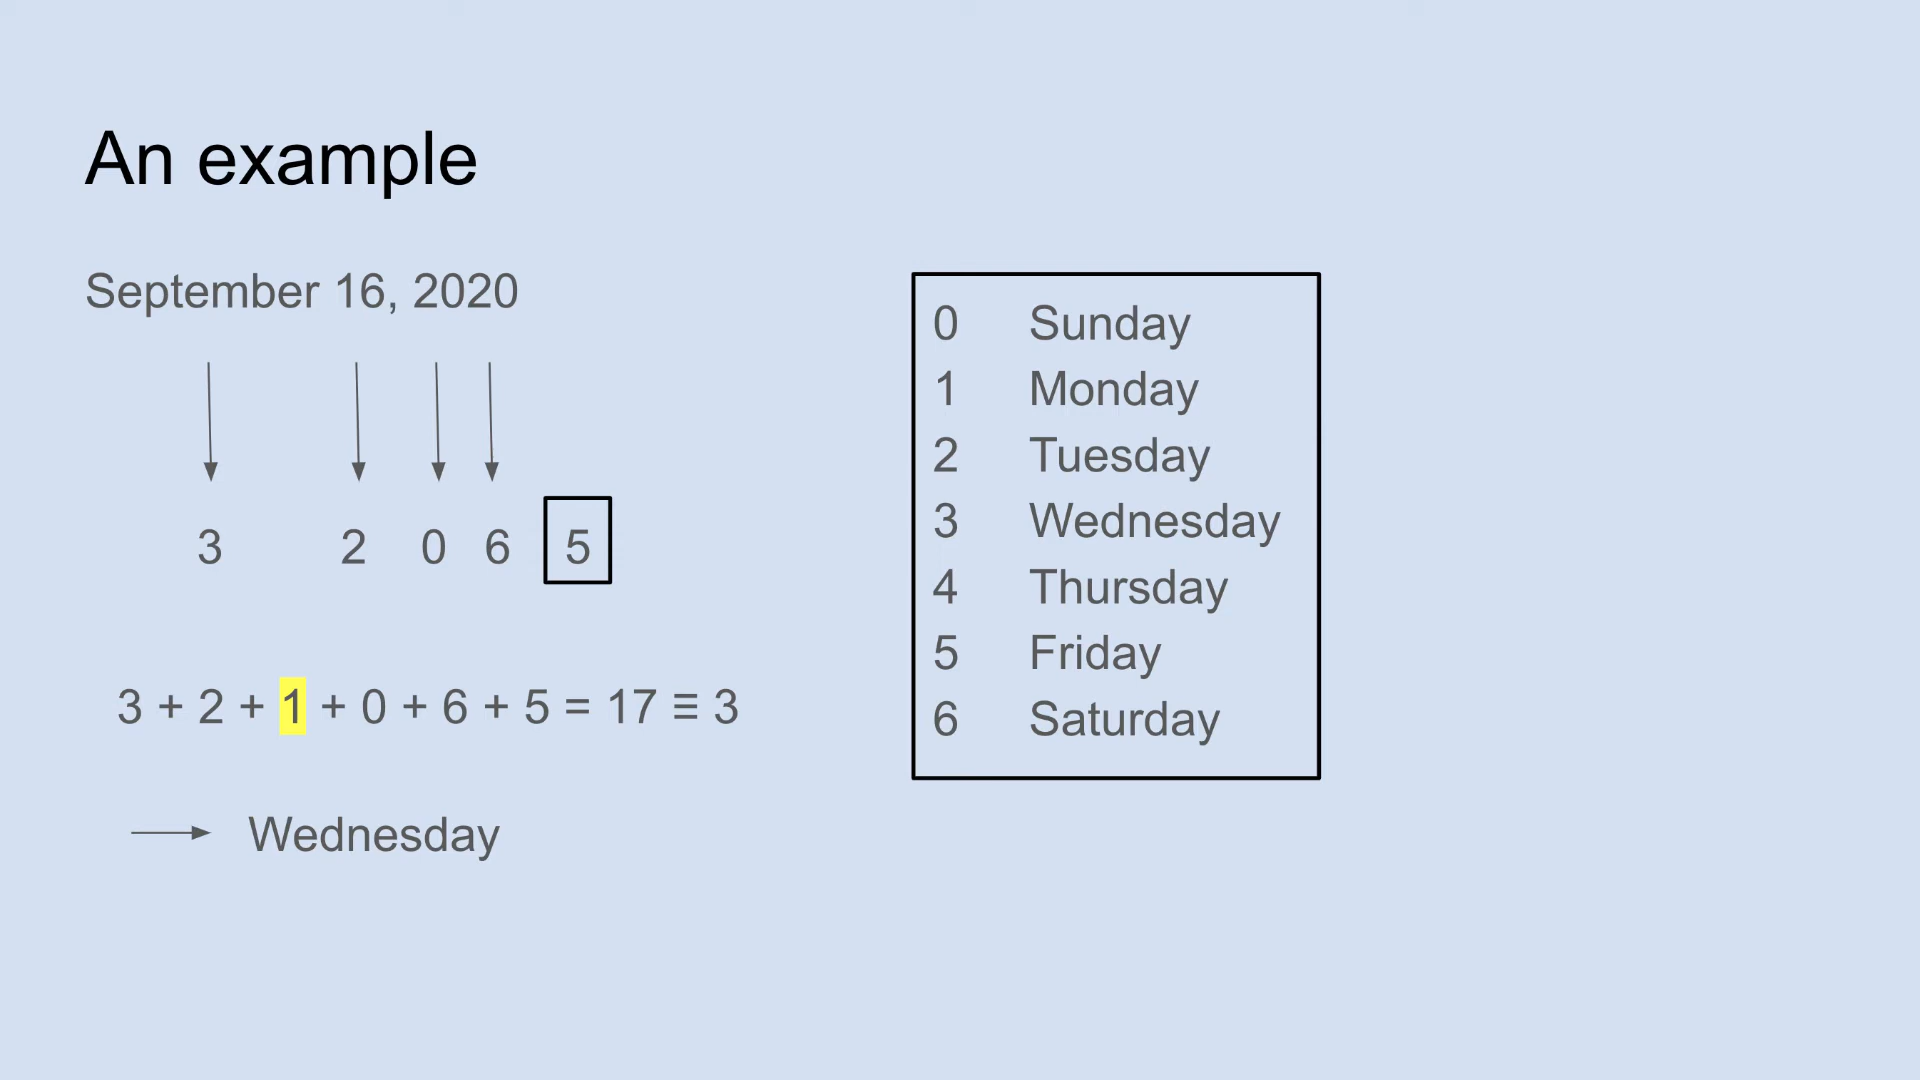 An example
September 16, 2020
3 2 0 6 5
3 + 2 + 1 + 0 + 6 + 5 = 17 ≡ 3
Wednesday
0 Sunday
1 Monday
2 Tuesday
3 Wednesday
4 Thursday
5 Friday
6 Saturday